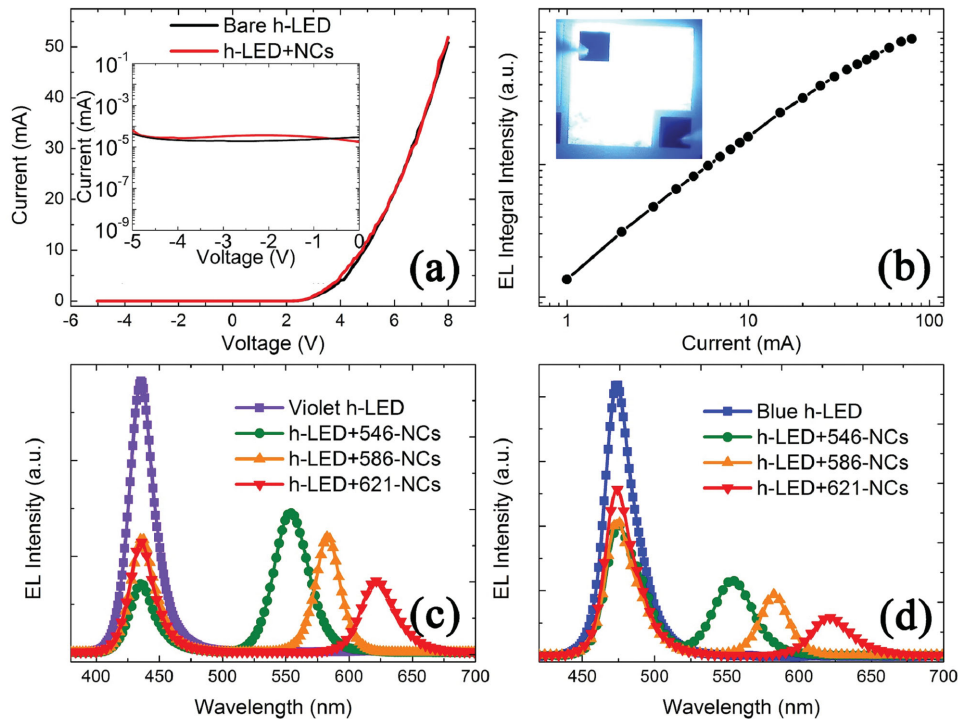 Bare h-LED
h-LED+NCs
Current (mA)
50
40
30
20
10
0
-6
-4
-2
0
2
4
6
8
Voltage (V)
Current (mA)
10^-1
10^-3
10^-5
10^-7
10^-9
-5
-4
-3
-2
-1
0
Voltage (V)
(a)
EL Integral Intensity (a.u.)
1
10
100
Current (mA)
(b)
EL Intensity (a.u.)
Violet h-LED
h-LED+546-NCs
h-LED+586-NCs
h-LED+621-NCs
(c)
400
450
500
550
600
650
700
Wavelength (nm)
EL Intensity (a.u.)
Blue h-LED
h-LED+546-NCs
h-LED+586-NCs
h-LED+621-NCs
(d)
450
500
550
600
650
700
Wavelength (nm)